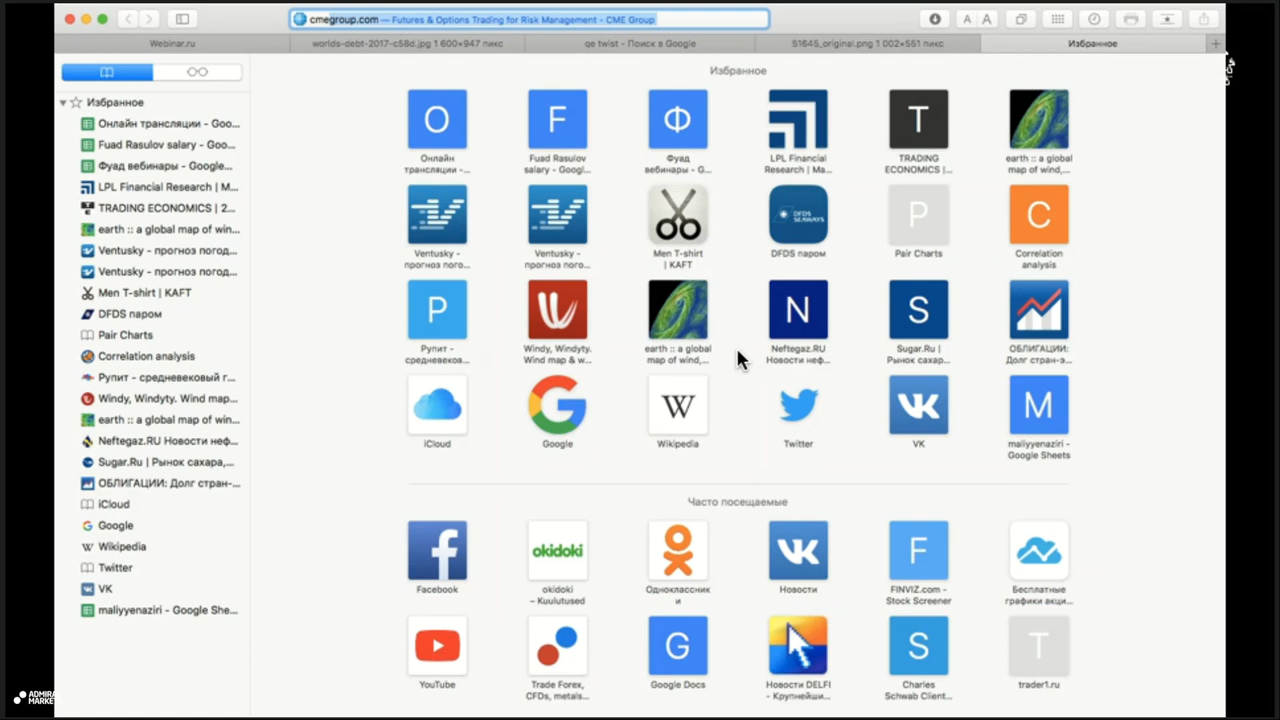 cmegroup.com — Futures & Options Trading for Risk Management - CME Group
A A
Webinar.ru
worlds-debt-2017-c58d.jpg 1 600×947 пикс
qe twist - Поиск в Google
51645_original.png 1 002×551 пикс
Избранное
+
Избранное
Онлайн трансляции - Goo...
Fuad Rasulov salary - Goo...
Фуад вебинары - Google...
LPL Financial Research | M...
TRADING ECONOMICS | 2...
earth :: a global map of win...
Ventusky - прогноз погод...
Ventusky - прогноз погод...
Men T-shirt | KAFT
DFDS паром
Pair Charts
Correlation analysis
Рупит - средневековый г...
Windy, Windyty. Wind map...
earth :: a global map of win...
Neftegaz.RU Новости неф...
Sugar.Ru | Рынок сахара,...
ОБЛИГАЦИИ: Долг стран-...
iCloud
Google
Wikipedia
Twitter
VK
maliyyenaziri - Google She...
Избранное
O F Ф T
Онлайн
трансляции -...
Fuad Rasulov
salary - Googl...
Фуад
вебинары - G...
LPL Financial
Research | Ma...
TRADING
ECONOMICS |...
earth :: a global
map of wind,...
DFDS
SEAWAYS
P C
Ventusky -
прогноз пого...
Ventusky -
прогноз пого...
Men T-shirt
| KAFT
DFDS паром
Pair Charts
Correlation
analysis
P N S
Рупит -
средневеков...
Windy, Windyty.
Wind map & w...
earth :: a global
map of wind,...
Neftegaz.RU
Новости неф...
Sugar.Ru |
Рынок сахар...
ОБЛИГАЦИИ:
Долг стран-э...
W M
iCloud
Google
Wikipedia
Twitter
VK
maliyyenaziri -
Google Sheets
Часто посещаемые
f okidoki F
Facebook
okidoki
– Kuulutused
Одноклассник
и
Новости
FINVIZ.com -
Stock Screener
Бесплатные
графики акци...
G S T
YouTube
Trade Forex,
CFDs, metals...
Google Docs
Новости DELFI
- Крупнейши...
Charles
Schwab Client...
trader1.ru
ADMIRA
MARKE